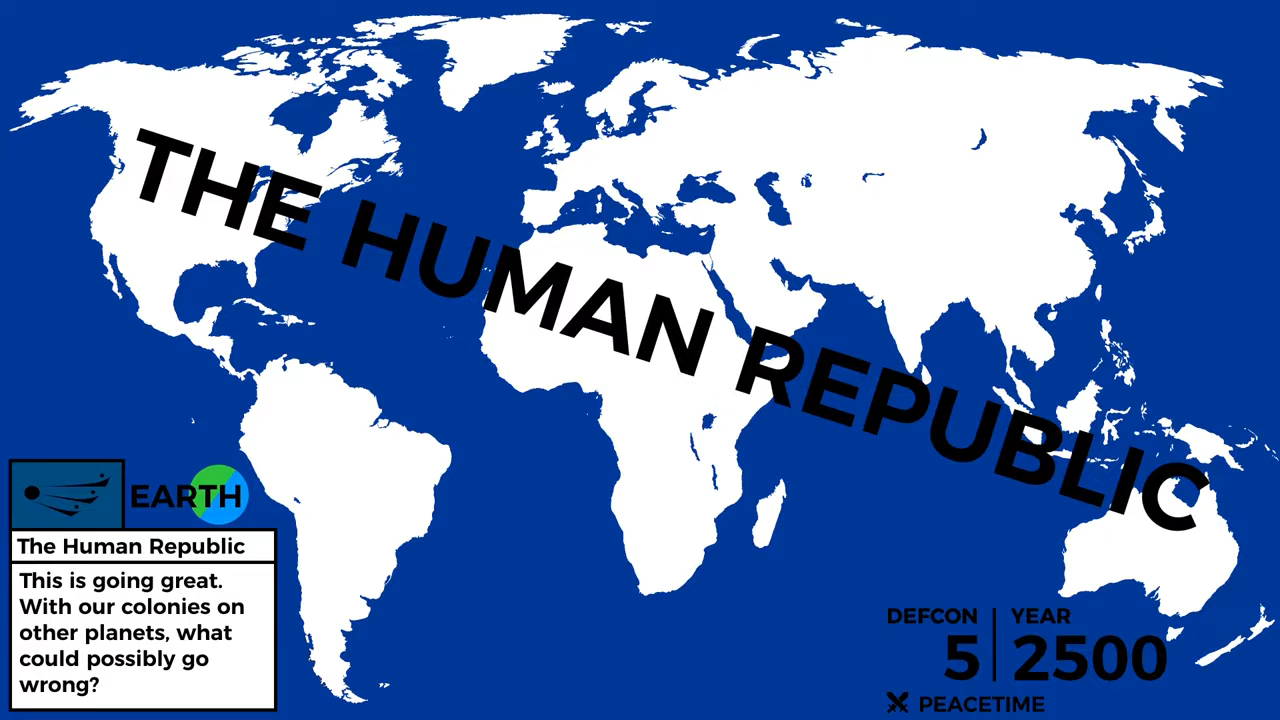 THE HUMAN REPUBLIC
EARTH
The Human Republic
This is going great.
With our colonies on
other planets, what
could possibly go
wrong?
DEFCON
5
YEAR
2500
PEACETIME